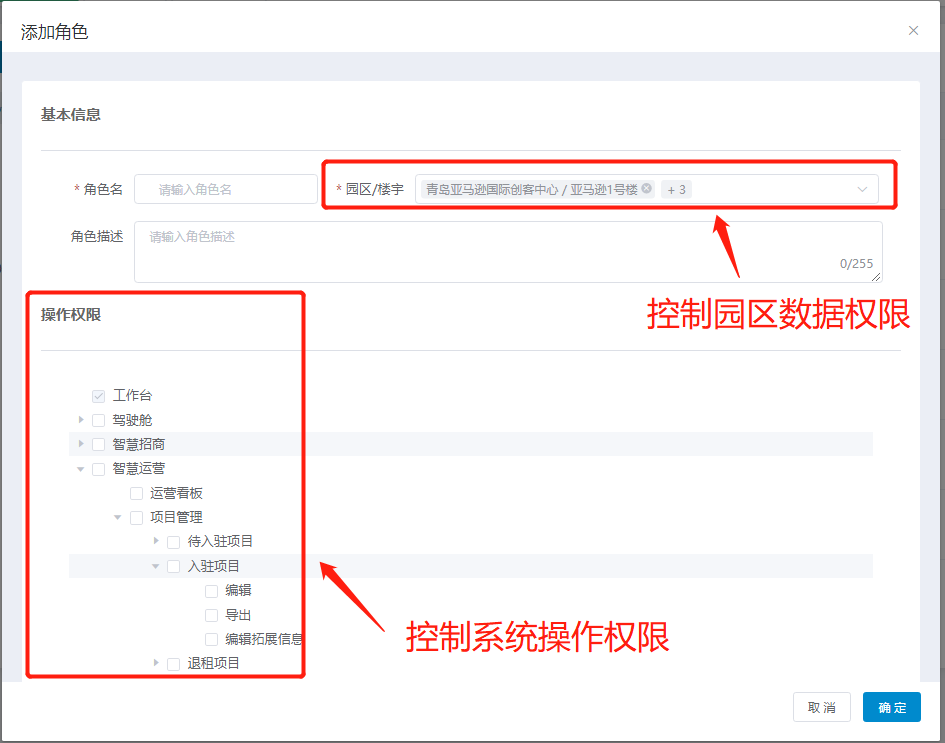 添加角色
基本信息
* 角色名 请输入角色名 * 园区/楼宇 青岛亚马逊国际创客中心 / 亚马逊1号楼 + 3
角色描述 请输入角色描述
0/255
控制园区数据权限
操作权限
工作台
驾驶舱
智慧招商
智慧运营
运营看板
项目管理
待入驻项目
入驻项目
编辑
导出
编辑拓展信息
控制系统操作权限
退租项目
取消 确定